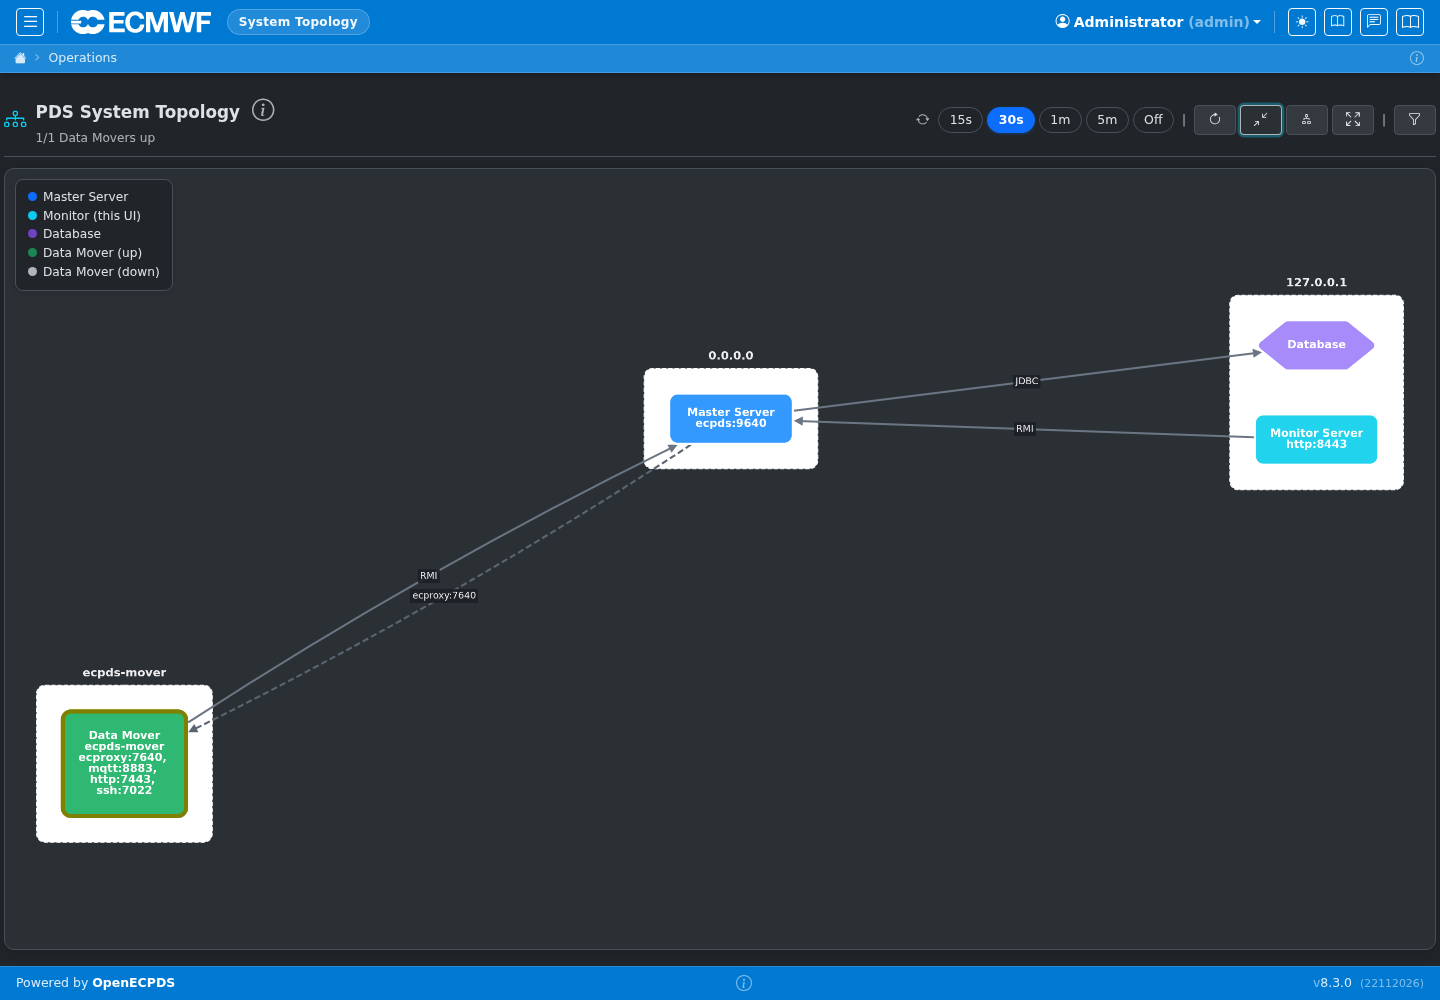 ECMWF
System Topology
Administrator (admin)
Operations
PDS System Topology
1/1 Data Movers up
15s
30s
1m
5m
Off
Master Server
Monitor (this UI)
Database
Data Mover (up)
Data Mover (down)
127.0.0.1
Database
0.0.0.0
JDBC
Master Server
ecpds:9640
RMI
Monitor Server
http:8443
RMI
ecproxy:7640
ecpds-mover
Data Mover
ecpds-mover
ecproxy:7640,
mqtt:8883,
http:7443,
ssh:7022
Powered by OpenECPDS
v8.3.0 (22112026)